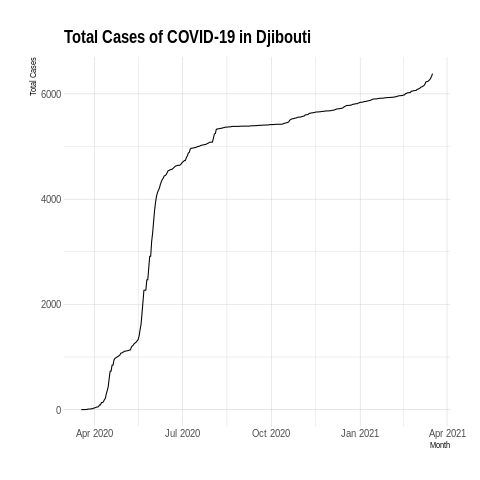 Total Cases of COVID-19 in Djibouti
Total Cases
6000
4000
2000
0
Apr 2020 Jul 2020 Oct 2020 Jan 2021 Apr 2021
Month